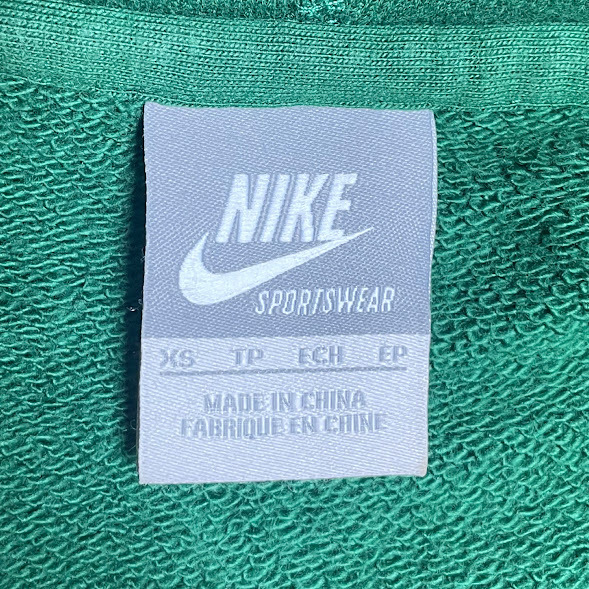 NIKE
SPORTSWEAR
XS TP ECH EP
MADE IN CHINA
FABRIQUE EN CHINE